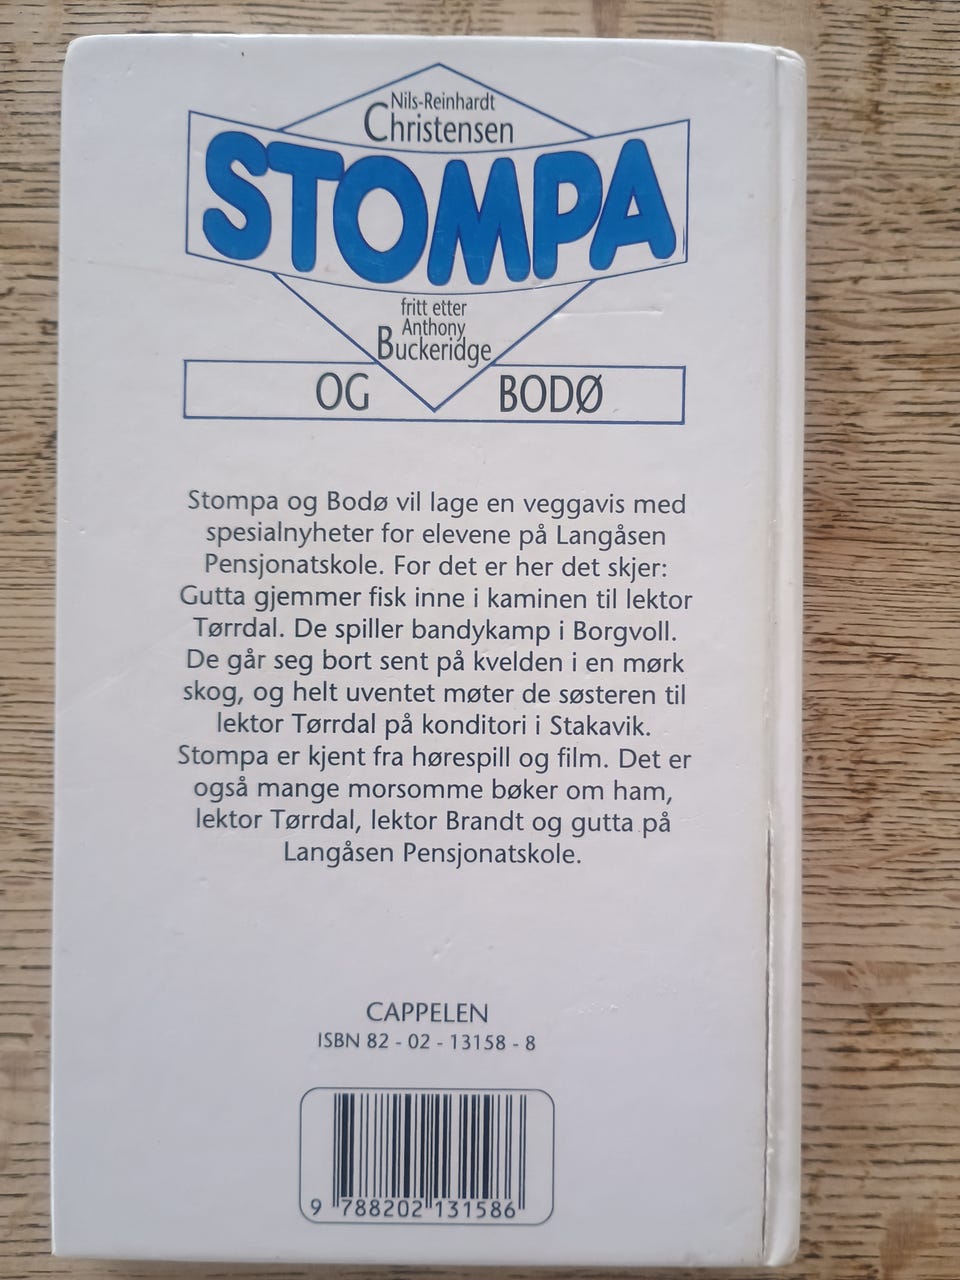 Nils-Reinhardt
Christensen
STOMPA
fritt etter
Anthony
Buckeridge
OG BODØ
Stompa og Bodø vil lage en veggavis med
spesialnyheter for elevene på Langåsen
Pensjonatskole. For det er her det skjer:
Gutta gjemmer fisk inne i kaminen til lektor
Tørrdal. De spiller bandykamp i Borgvoll.
De går seg bort sent på kvelden i en mørk
skog, og helt uventet møter de søsteren til
lektor Tørrdal på konditori i Stakavik.
Stompa er kjent fra hørespill og film. Det er
også mange morsomme bøker om ham,
lektor Tørrdal, lektor Brandt og gutta på
Langåsen Pensjonatskole.
CAPPELEN
ISBN 82 - 02 - 13158 - 8
9 788202 131586